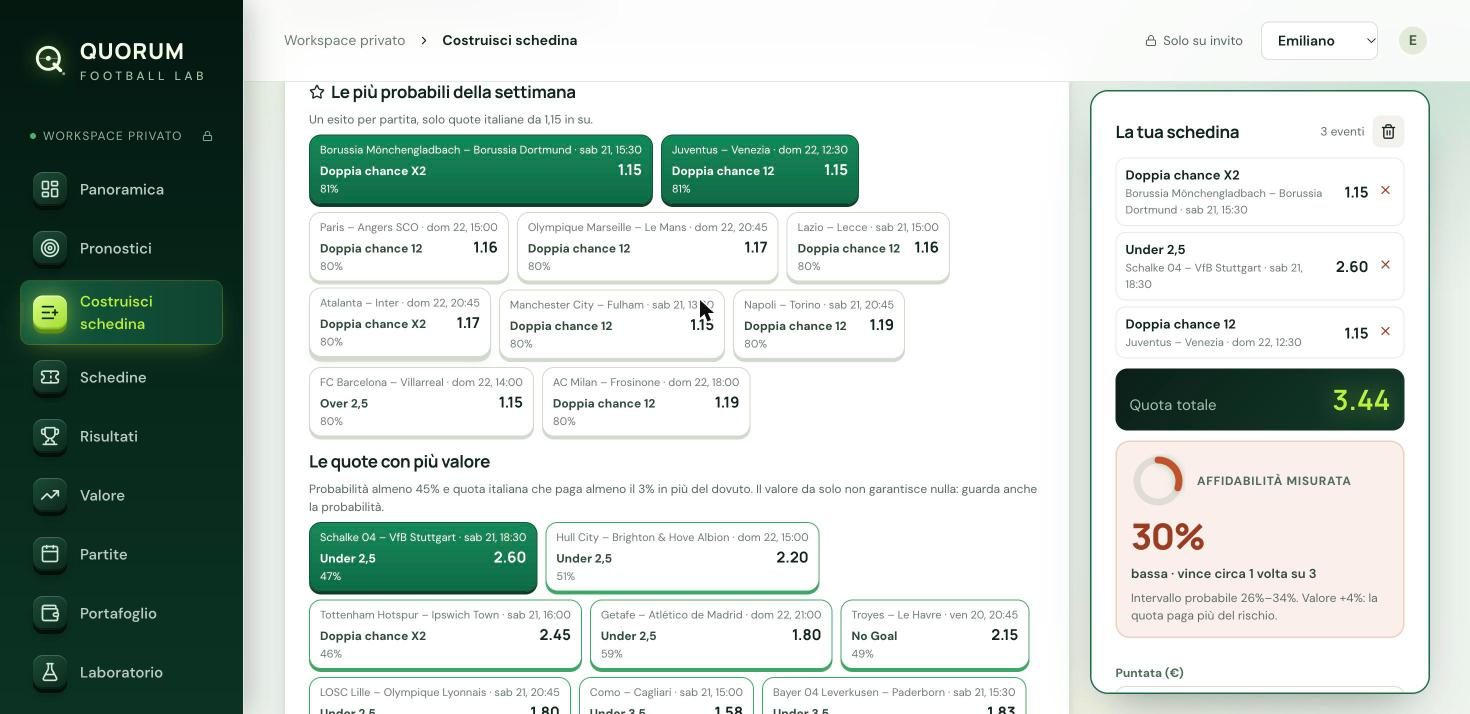 QUORUM
FOOTBALL LAB
WORKSPACE PRIVATO
Panoramica
Pronostici
Costruisci
schedina
Schedine
Risultati
Valore
Partite
Portafoglio
Laboratorio
Workspace privato
Costruisci schedina
Solo su invito
Emiliano
E
Le più probabili della settimana
Un esito per partita, solo quote italiane da 1,15 in su.
Borussia Mönchengladbach – Borussia Dortmund · sab 21, 15:30
Doppia chance X2 1.15
81%
Juventus – Venezia · dom 22, 12:30
Doppia chance 12 1.15
81%
Paris – Angers SCO · dom 22, 15:00
Doppia chance 12 1.16
80%
Olympique Marseille – Le Mans · dom 22, 20:45
Doppia chance 12 1.17
80%
Lazio – Lecce · sab 21, 15:00
Doppia chance 12 1.16
80%
Atalanta – Inter · dom 22, 20:45
Doppia chance X2 1.17
80%
Manchester City – Fulham · sab 21, 13
Doppia chance 12 1.15
80%
Napoli – Torino · sab 21, 20:45
Doppia chance 12 1.19
80%
FC Barcelona – Villarreal · dom 22, 14:00
Over 2,5 1.15
80%
AC Milan – Frosinone · dom 22, 18:00
Doppia chance 12 1.19
80%
Le quote con più valore
Probabilità almeno 45% e quota italiana che paga almeno il 3% in più del dovuto. Il valore da solo non garantisce nulla: guarda anche
la probabilità.
Schalke 04 – VfB Stuttgart · sab 21, 18:30
Under 2,5 2.60
47%
Hull City – Brighton & Hove Albion · dom 22, 15:00
Under 2,5 2.20
51%
Tottenham Hotspur – Ipswich Town · sab 21, 16:00
Doppia chance X2 2.45
46%
Getafe – Atlético de Madrid · dom 22, 21:00
Under 2,5 1.80
59%
Troyes – Le Havre · ven 20, 20:45
No Goal 2.15
49%
LOSC Lille – Olympique Lyonnais · sab 21, 20:45
Under 2,5 1.80
Como – Cagliari · sab 21, 15:00
Under 3,5 1.58
Bayer 04 Leverkusen – Paderborn · sab 21, 15:30
Under 3,5 1.83
La tua schedina
3 eventi
Doppia chance X2
Borussia Mönchengladbach – Borussia
Dortmund · sab 21, 15:30
1.15
Under 2,5
Schalke 04 – VfB Stuttgart · sab 21,
18:30
2.60
Doppia chance 12
Juventus – Venezia · dom 22, 12:30
1.15
Quota totale 3.44
AFFIDABILITÀ MISURATA
30%
bassa · vince circa 1 volta su 3
Intervallo probabile 26%–34%. Valore +4%: la
quota paga più del rischio.
Puntata (€)